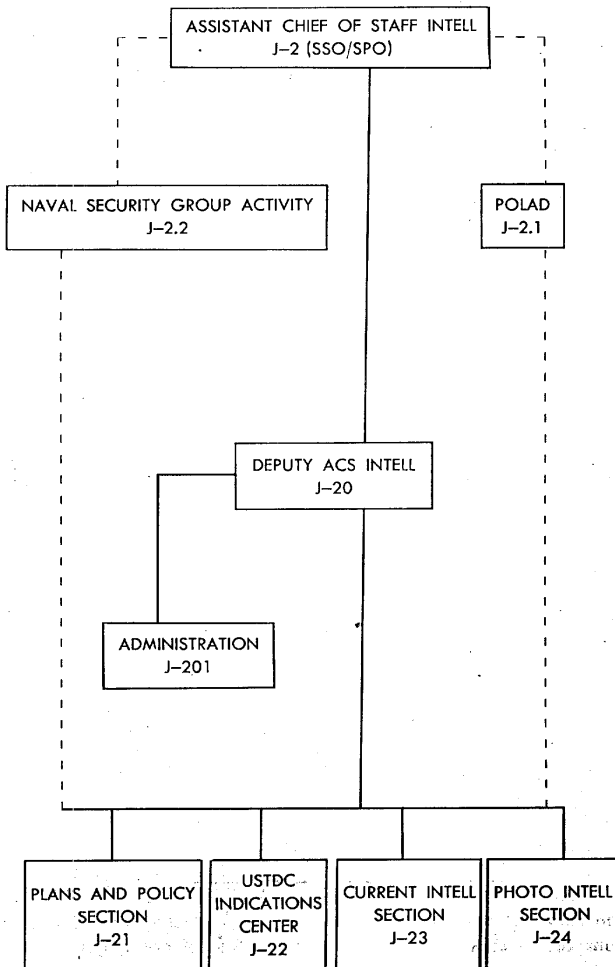 ASSISTANT CHIEF OF STAFF INTELL
J-2 (SSO/SPO)
NAVAL SECURITY GROUP ACTIVITY
J-2.2
POLAD
J-2.1
DEPUTY ACS INTELL
J-20
ADMINISTRATION
J-201
PLANS AND POLICY
SECTION
J-21
USTDC
INDICATIONS
CENTER
J-22
CURRENT INTELL
SECTION
J-23
PHOTO INTELL
SECTION
J-24